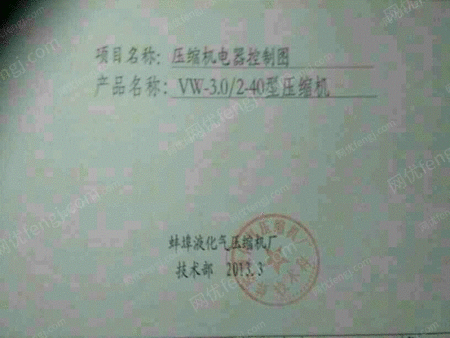 项目名称: 压缩机电器控制图
产品名称: VW-3.0/2-40型压缩机
蚌埠液化气压缩机厂
技术部 2013.3